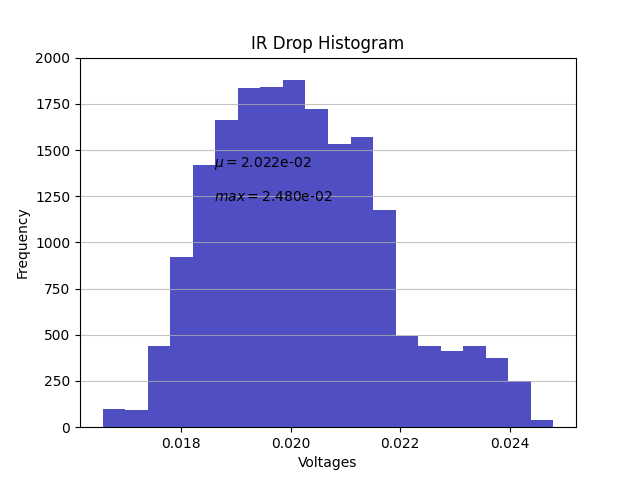 IR Drop Histogram
2000
1750
1500
1250
1000
750
500
250
0
Frequency
μ = 2.022e-02
max = 2.480e-02
0.018 0.020 0.022 0.024
Voltages